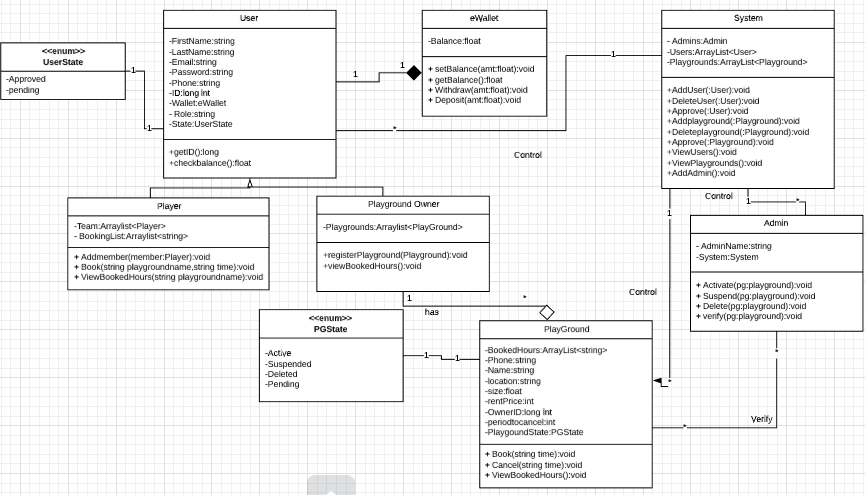 User
-FirstName:string
-LastName:string
-Email:string
-Password:string
-Phone:string
-ID:long int
-Wallet:eWallet
- Role:string
-State:UserState
+getID():long
+checkbalance():float
eWallet
-Balance:float
+ setBalance(amt:float):void
+ getBalance():float
+ Withdraw(amt:float):void
+ Deposit(amt:float):void
System
- Admins:Admin
-Users:ArrayList<User>
-Playgrounds:ArrayList<Playground>
+AddUser(:User):void
+DeleteUser(:User):void
+Approve(:User):void
+Addplayground(:Playground):void
+Deleteplayground(:Playground):void
+Approve(:Playground):void
+ViewUsers():void
+ViewPlaygrounds():void
+AddAdmin():void
<<enum>>
UserState
-Approved
-pending
1
1
1
1
1
*
Control
Player
-Team:Arraylist<Player>
- BookingList:Arraylist<string>
+ Addmember(member:Player):void
+ Book(string playgroundname,string time):void
+ ViewBookedHours(string playgroundname):void
Playground Owner
-Playgrounds:Arraylist<PlayGround>
+registerPlayground(Playground):void
+viewBookedHours():void
Control
1
*
1
Admin
- AdminName:string
-System:System
+ Activate(pg:playground):void
+ Suspend(pg:playground):void
+ Delete(pg:playground):void
+ verify(pg:playground):void
Control
1
*
has
<<enum>>
PGState
-Active
-Suspended
-Deleted
-Pending
1
1
PlayGround
-BookedHours:ArrayList<string>
-Phone:string
-Name:string
-location:string
-size:float
-rentPrice:int
-OwnerID:long int
-periodtocancel:int
-PlaygoundState:PGState
+ Book(string time):void
+ Cancel(string time):void
+ ViewBookedHours():void
*
*
Verify
*